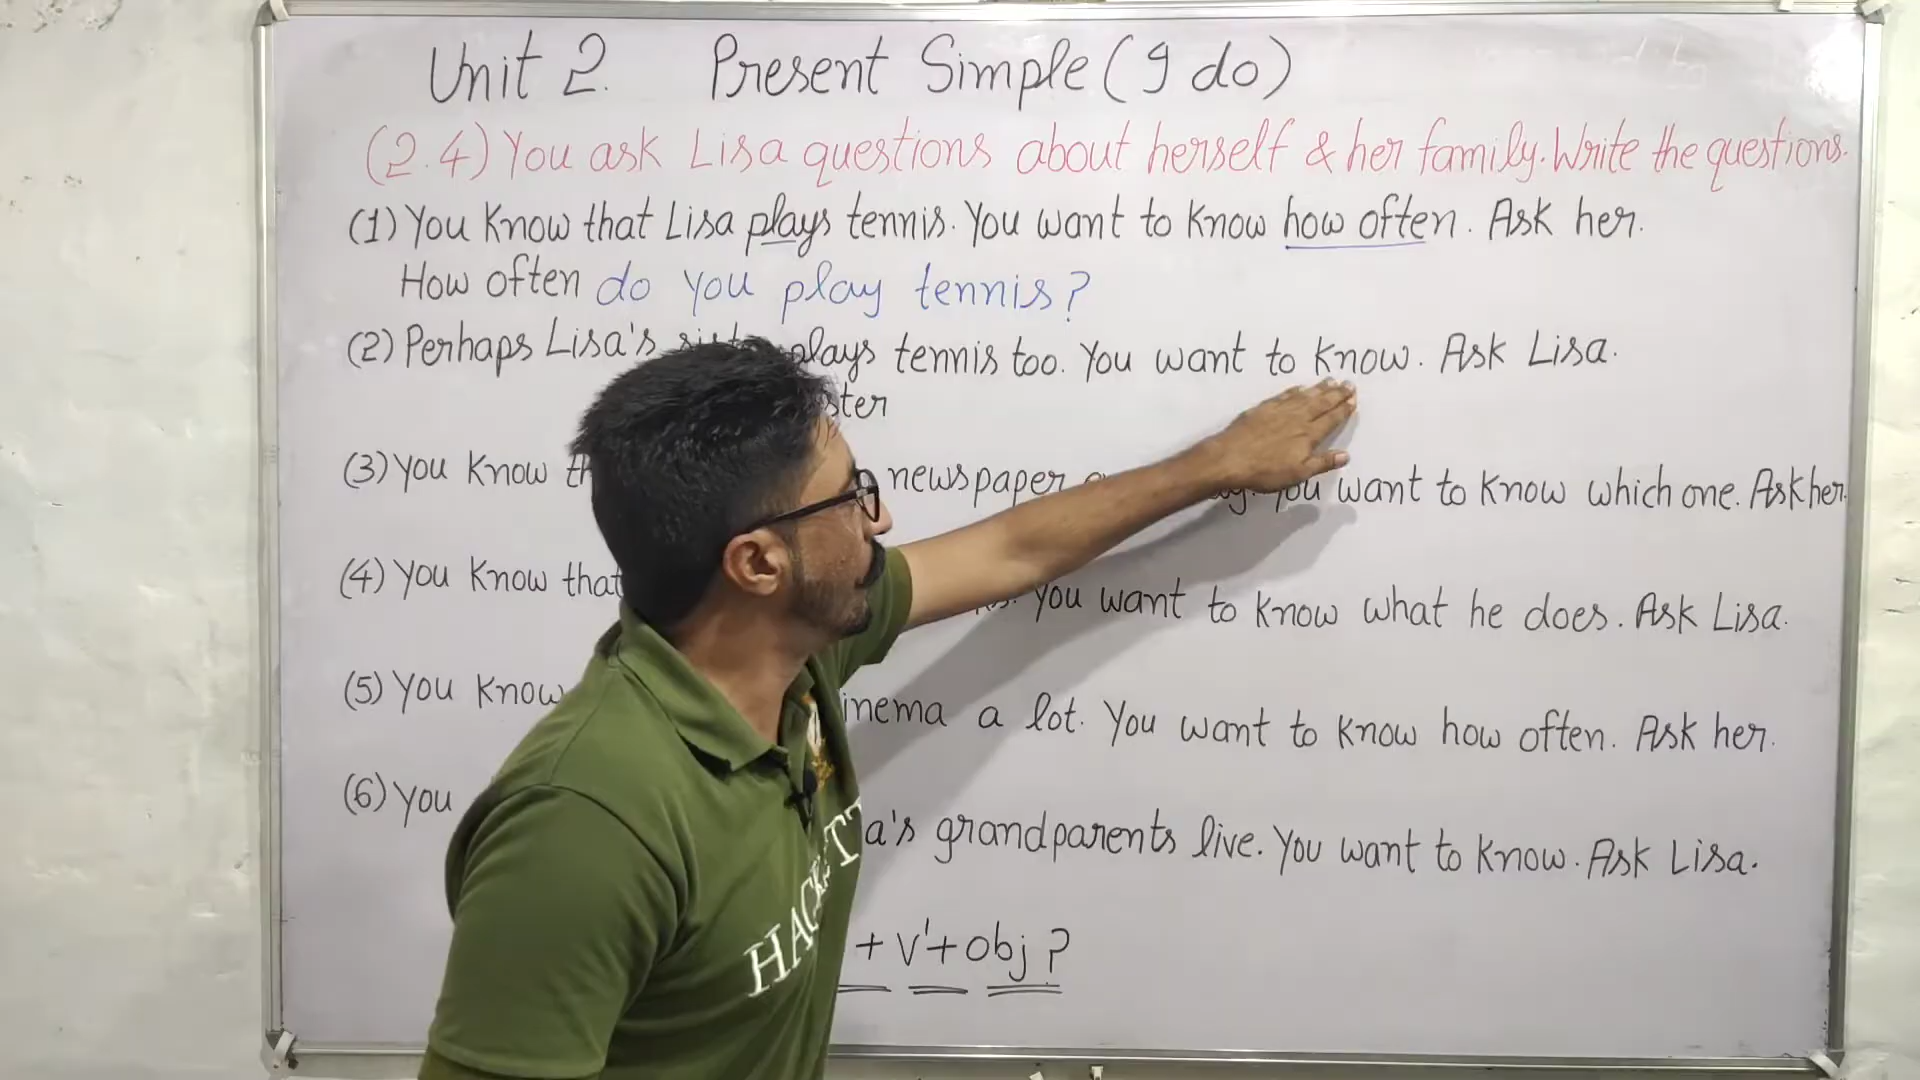 Unit 2. Present Simple (I do)
(2.4) You ask Lisa questions about herself & her family. Write the questions.
(1) You know that Lisa plays tennis. You want to know how often. Ask her.
How often do you play tennis?
(2) Perhaps Lisa's plays tennis too. You want to know. Ask Lisa.
(3) you know newspaper You want to know which one. Ask her.
(4) you know that You want to know what he does. Ask Lisa.
(5) you know a lot. You want to know how often. Ask her.
(6) you grandparents live. You want to know. Ask Lisa.
+ v' + obj ?